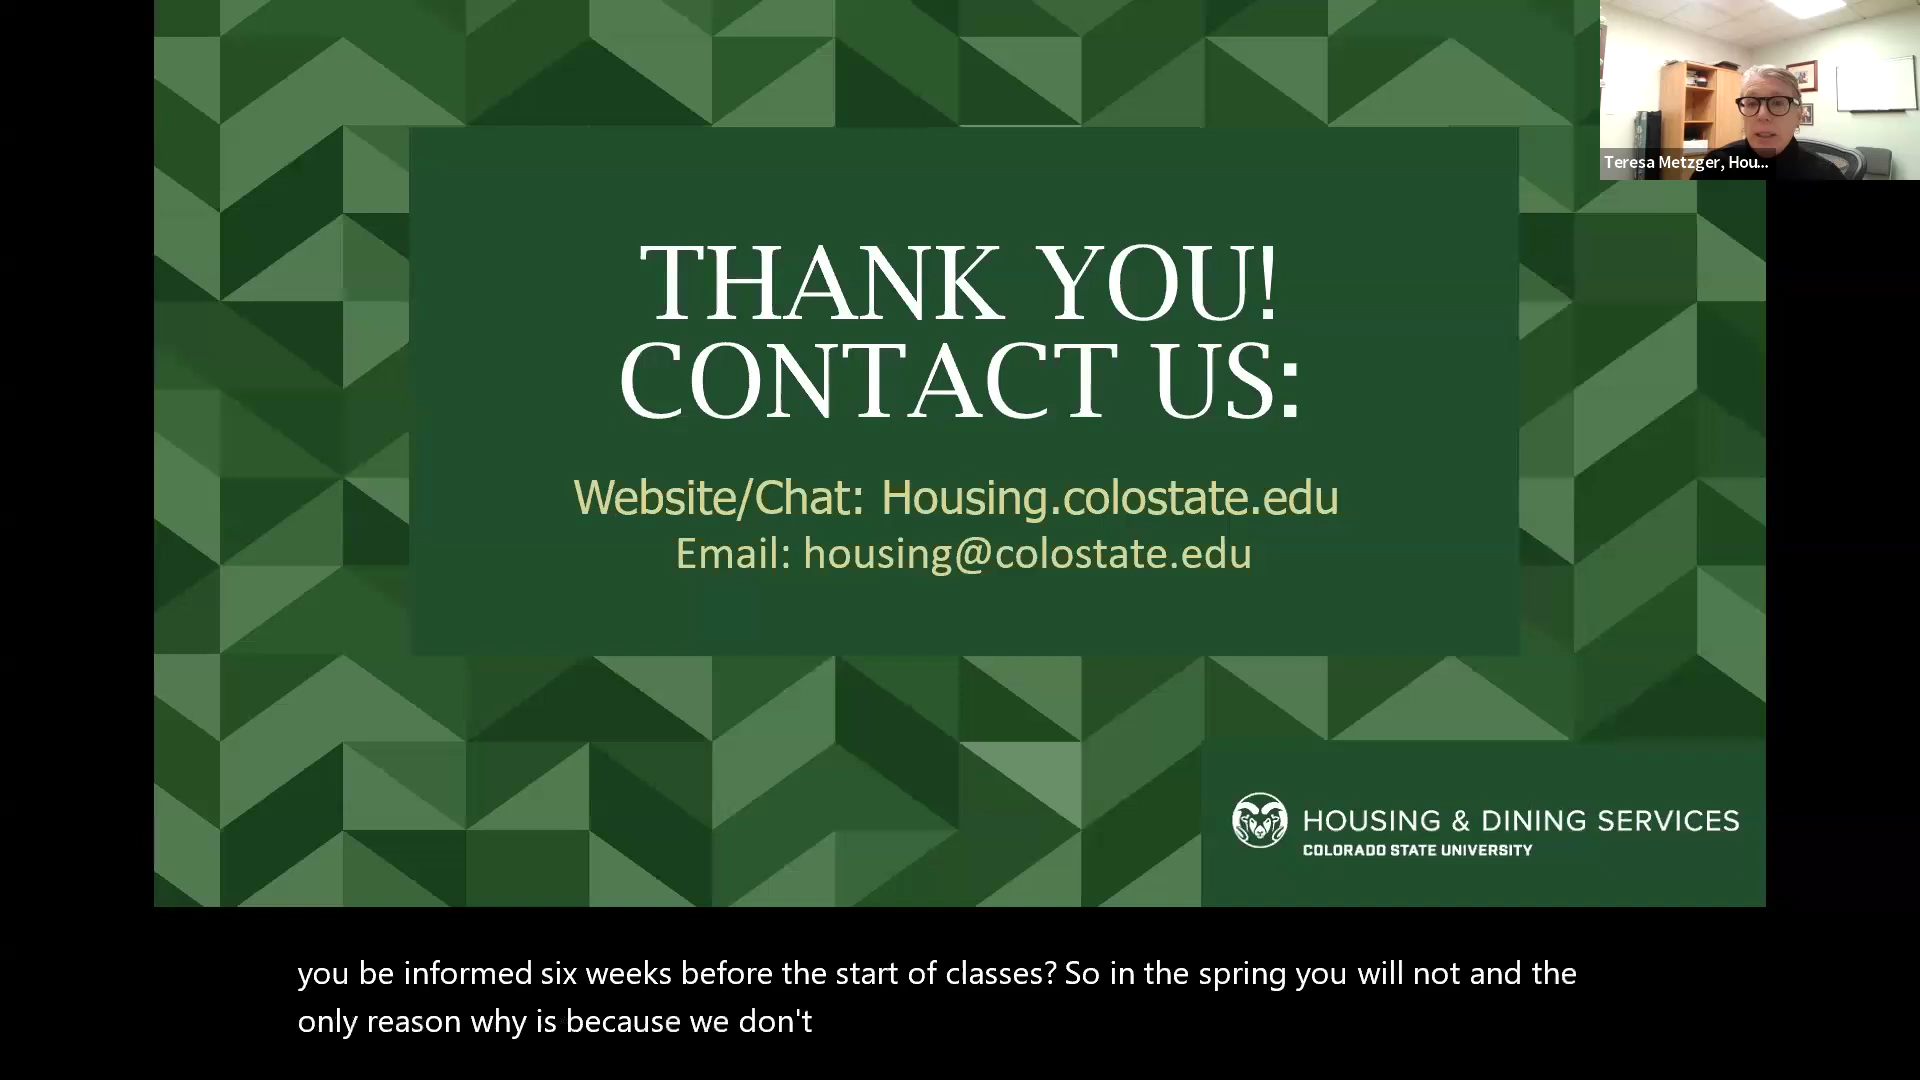 Teresa Metzger, Hou...
THANK YOU!
CONTACT US:
Website/Chat: Housing.colostate.edu
Email: housing@colostate.edu
HOUSING & DINING SERVICES
COLORADO STATE UNIVERSITY
you be informed six weeks before the start of classes? So in the spring you will not and the
only reason why is because we don't